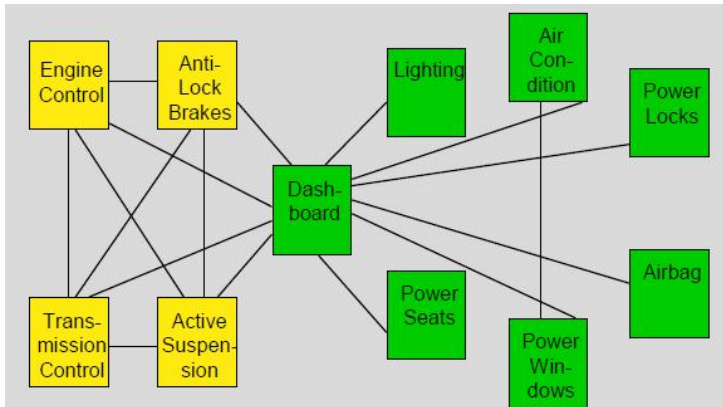 Engine
Control
Anti-
Lock
Brakes
Lighting
Air
Con-
dition
Power
Locks
Dash-
board
Trans-
mission
Control
Active
Suspen-
sion
Power
Seats
Power
Win-
dows
Airbag